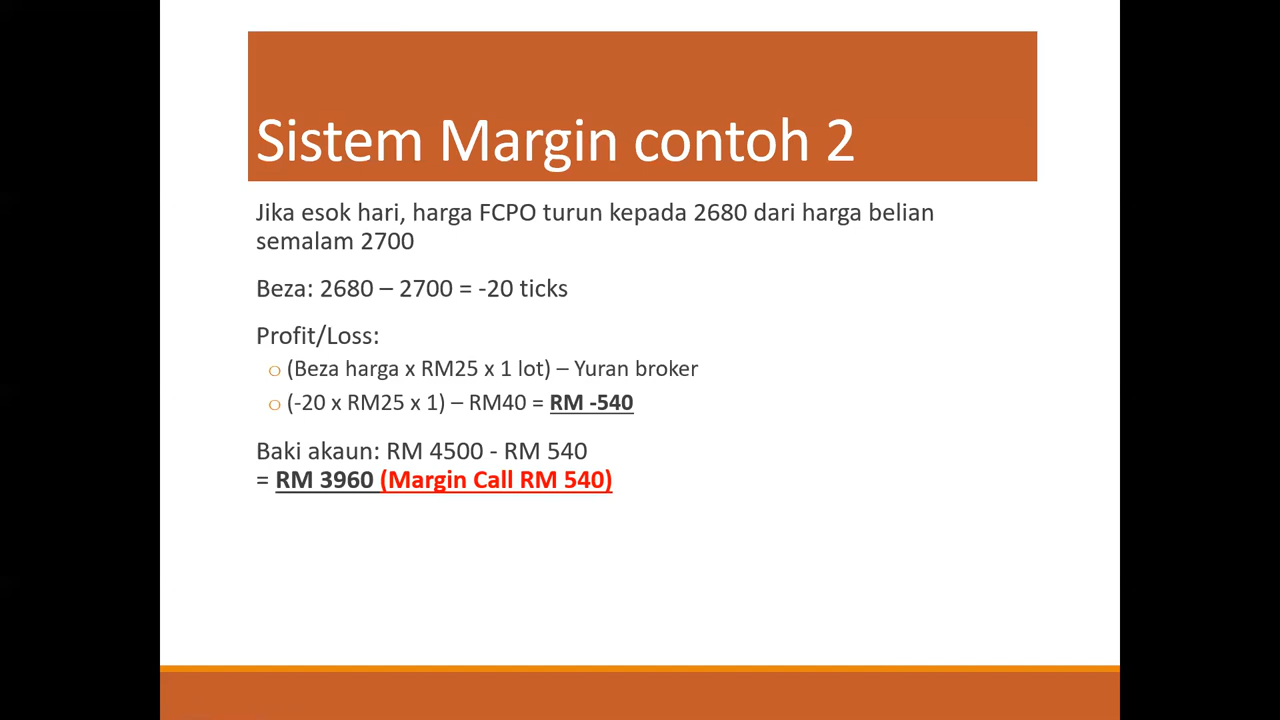 Sistem Margin contoh 2
Jika esok hari, harga FCPO turun kepada 2680 dari harga belian
semalam 2700
Beza: 2680 – 2700 = -20 ticks
Profit/Loss:
(Beza harga x RM25 x 1 lot) – Yuran broker
(-20 x RM25 x 1) – RM40 = RM -540
Baki akaun: RM 4500 - RM 540
= RM 3960 (Margin Call RM 540)